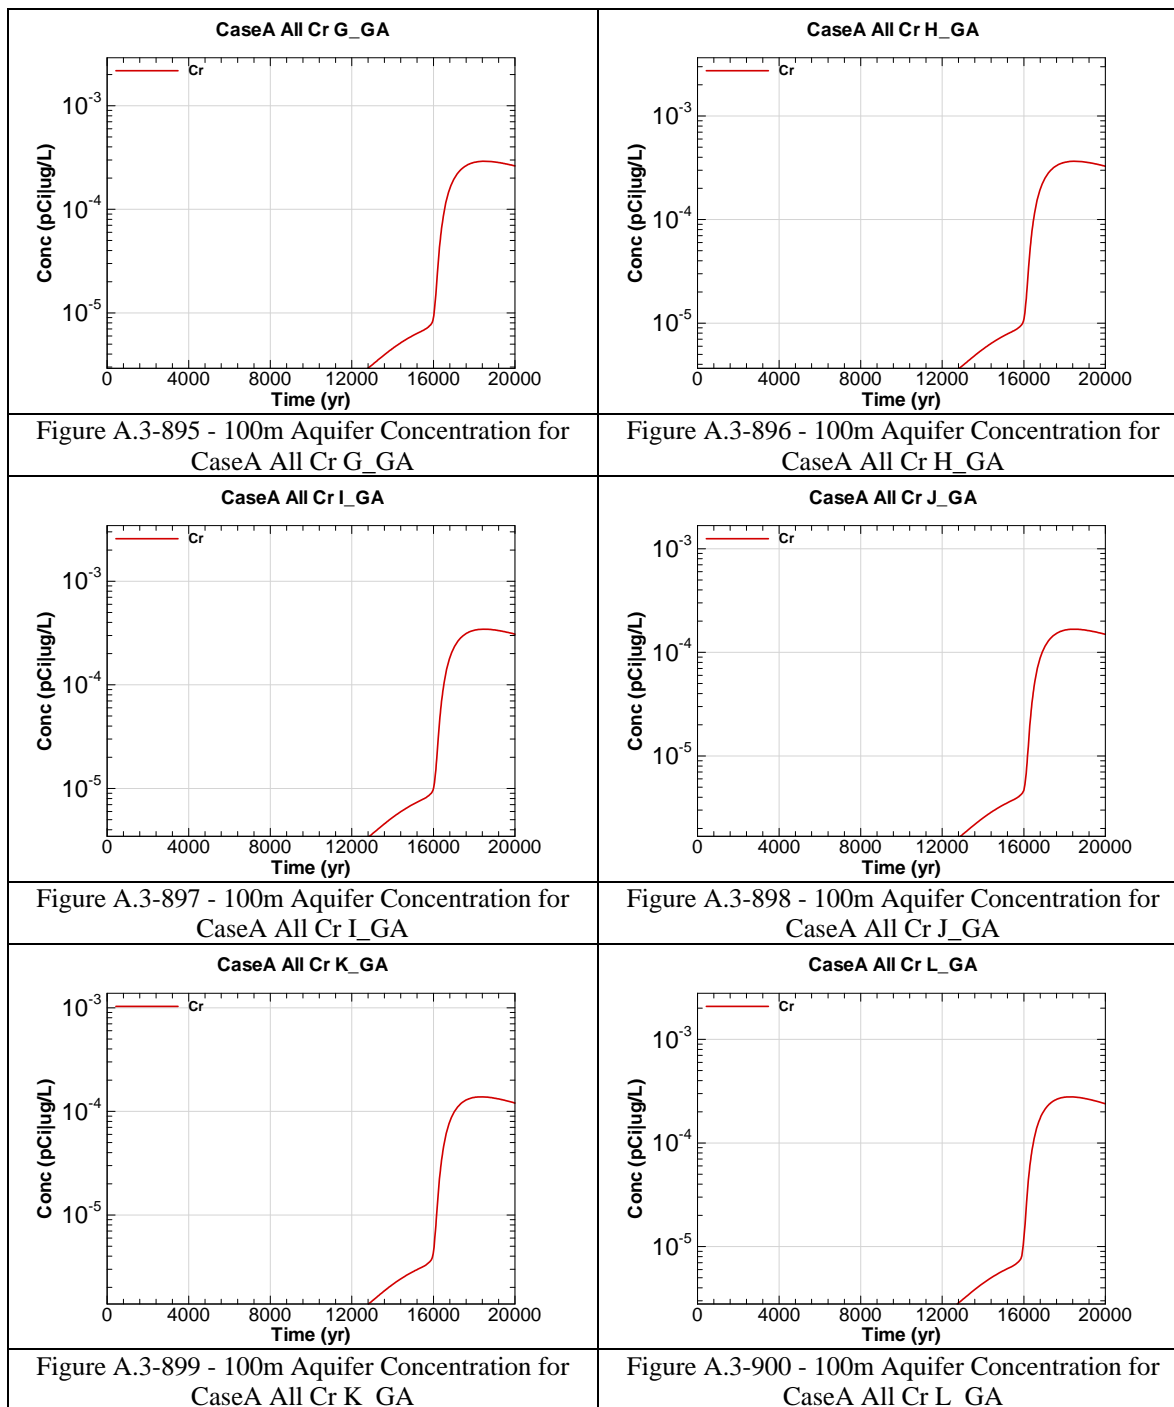 CaseA All Cr G_GA
Cr
10-3
10-4
10-5
Conc (pCi|ug/L)
0 4000 8000 12000 16000 20000
Time (yr)
Figure A.3-895 - 100m Aquifer Concentration for
CaseA All Cr G_GA
CaseA All Cr H_GA
Cr
10-3
10-4
10-5
Conc (pCi|ug/L)
0 4000 8000 12000 16000 20000
Time (yr)
Figure A.3-896 - 100m Aquifer Concentration for
CaseA All Cr H_GA
CaseA All Cr I_GA
Cr
10-3
10-4
10-5
Conc (pCi|ug/L)
0 4000 8000 12000 16000 20000
Time (yr)
Figure A.3-897 - 100m Aquifer Concentration for
CaseA All Cr I_GA
CaseA All Cr J_GA
Cr
10-3
10-4
10-5
Conc (pCi|ug/L)
0 4000 8000 12000 16000 20000
Time (yr)
Figure A.3-898 - 100m Aquifer Concentration for
CaseA All Cr J_GA
CaseA All Cr K_GA
Cr
10-3
10-4
10-5
Conc (pCi|ug/L)
0 4000 8000 12000 16000 20000
Time (yr)
Figure A.3-899 - 100m Aquifer Concentration for
CaseA All Cr K_GA
CaseA All Cr L_GA
Cr
10-3
10-4
10-5
Conc (pCi|ug/L)
0 4000 8000 12000 16000 20000
Time (yr)
Figure A.3-900 - 100m Aquifer Concentration for
CaseA All Cr L_GA